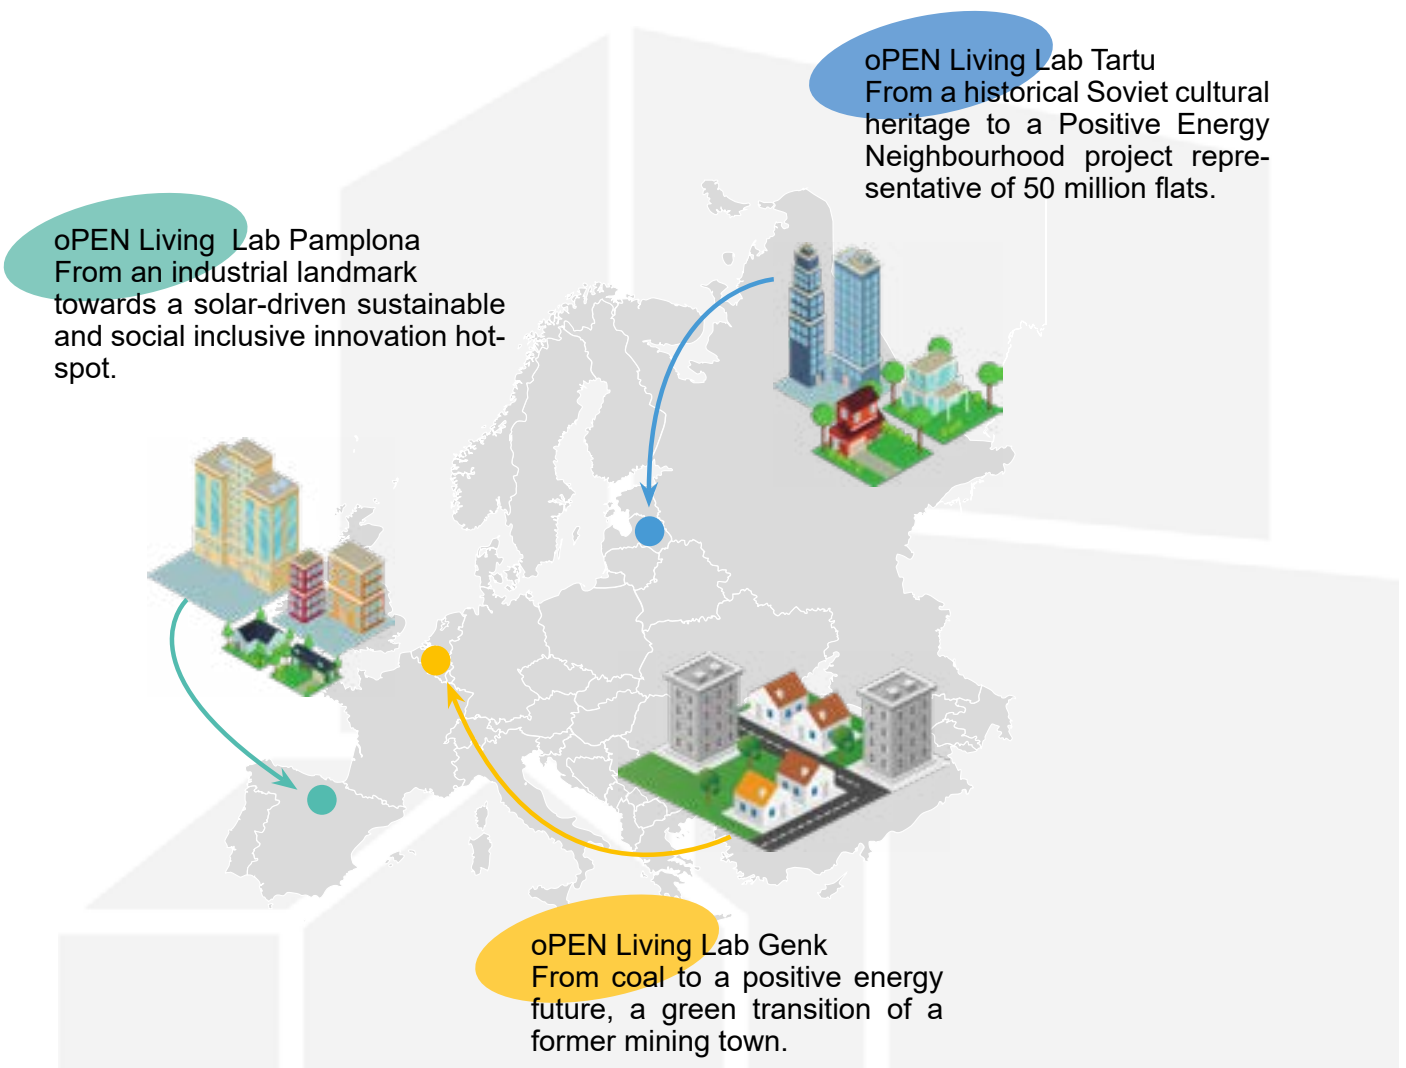 oPEN Living Lab Tartu
From a historical Soviet cultural
heritage to a Positive Energy
Neighbourhood project repre-
sentative of 50 million flats.
oPEN Living Lab Pamplona
From an industrial landmark
towards a solar-driven sustainable
and social inclusive innovation hot-
spot.
oPEN Living Lab Genk
From coal to a positive energy
future, a green transition of a
former mining town.